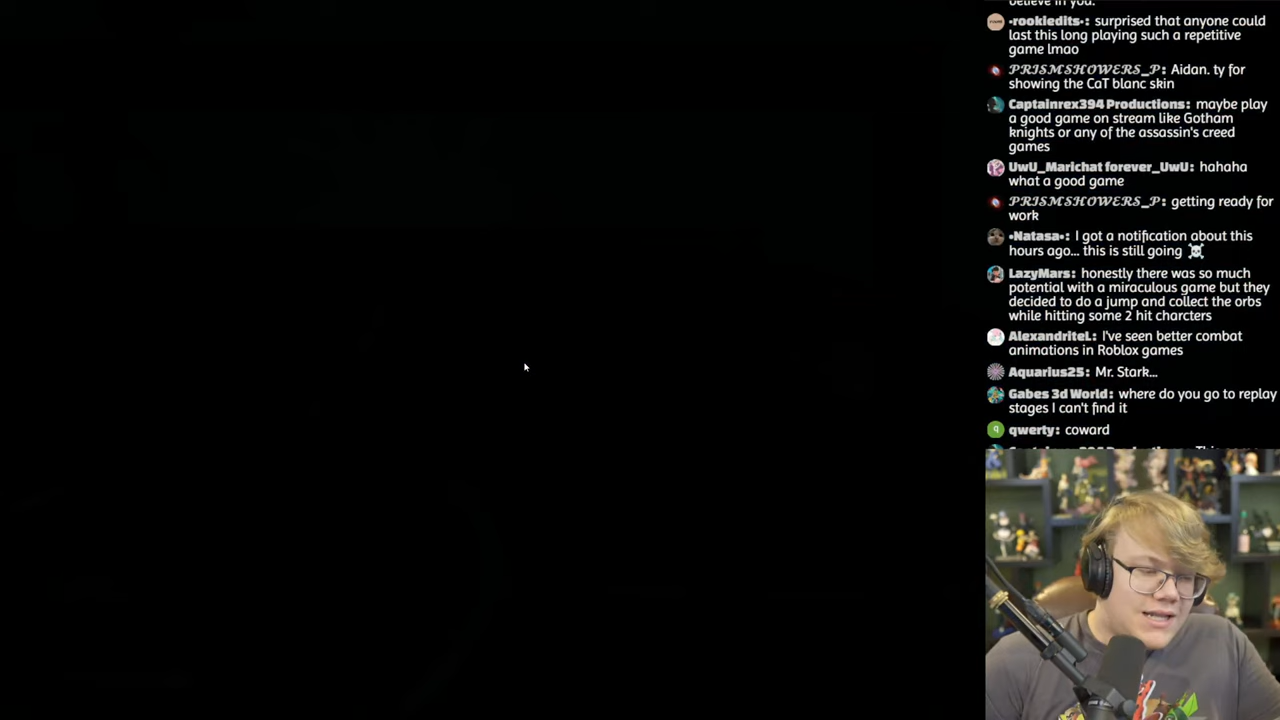 believe in you.
•rookiedits•: surprised that anyone could
last this long playing such a repetitive
game lmao
𝓟𝓡𝓘𝓢𝓜𝓢𝓗𝓞𝓦𝓔𝓡𝓢_𝓟: Aidan. ty for
showing the CaT blanc skin
Captainrex394 Productions: maybe play
a good game on stream like Gotham
knights or any of the assassin's creed
games
UwU_Marichat forever_UwU: hahaha
what a good game
𝓟𝓡𝓘𝓢𝓜𝓢𝓗𝓞𝓦𝓔𝓡𝓢_𝓟: getting ready for
work
•Natasa•: I got a notification about this
hours ago... this is still going ☠
LazyMars: honestly there was so much
potential with a miraculous game but they
decided to do a jump and collect the orbs
while hitting some 2 hit charcters
AlexandriteL: I've seen better combat
animations in Roblox games
Aquarius25: Mr. Stark...
Gabes 3d World: where do you go to replay
stages I can't find it
q
qwerty: coward